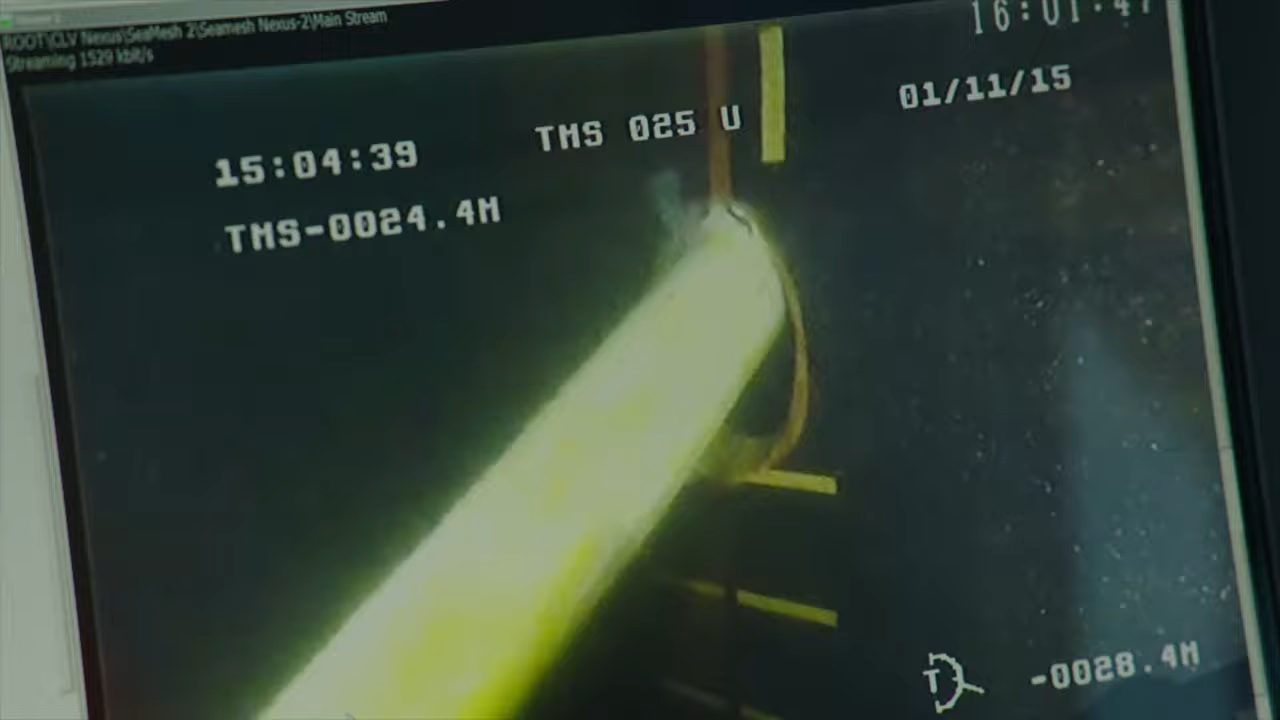 ROOT\CLV Nexus\SeaMesh 2\Seamesh Nexus-2\Main Stream
Streaming 1529 kbit/s
16:01:47
01/11/15
TMS 025 U
15:04:39
TMS-0024.4M
T
-0028.4M